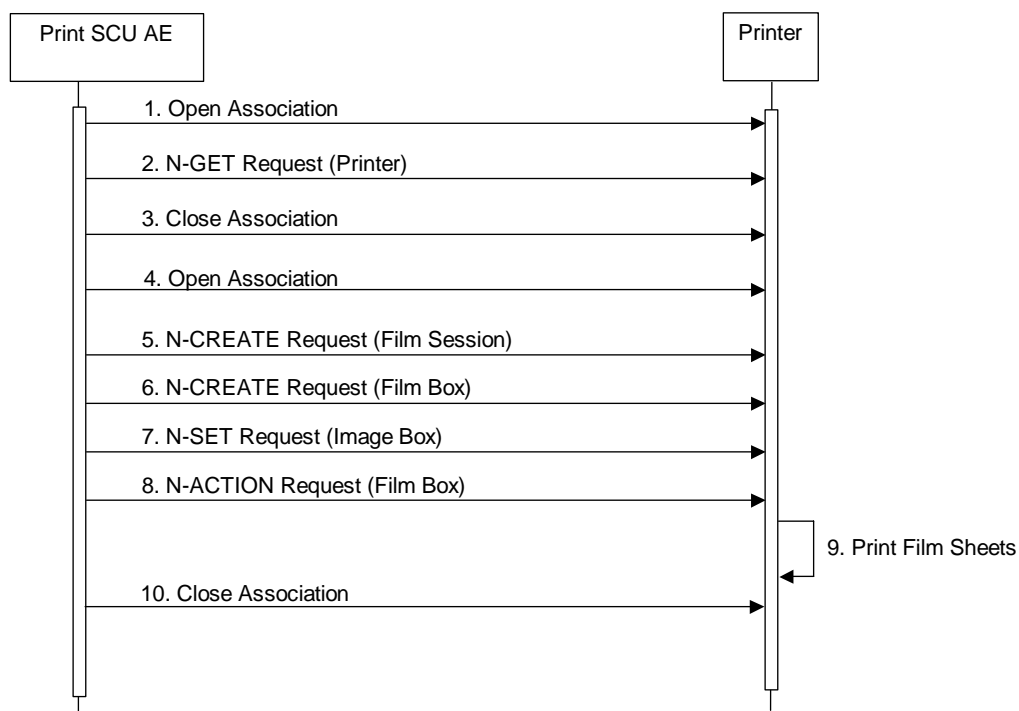 Print SCU AE
Printer
1. Open Association
2. N-GET Request (Printer)
3. Close Association
4. Open Association
5. N-CREATE Request (Film Session)
6. N-CREATE Request (Film Box)
7. N-SET Request (Image Box)
8. N-ACTION Request (Film Box)
9. Print Film Sheets
10. Close Association